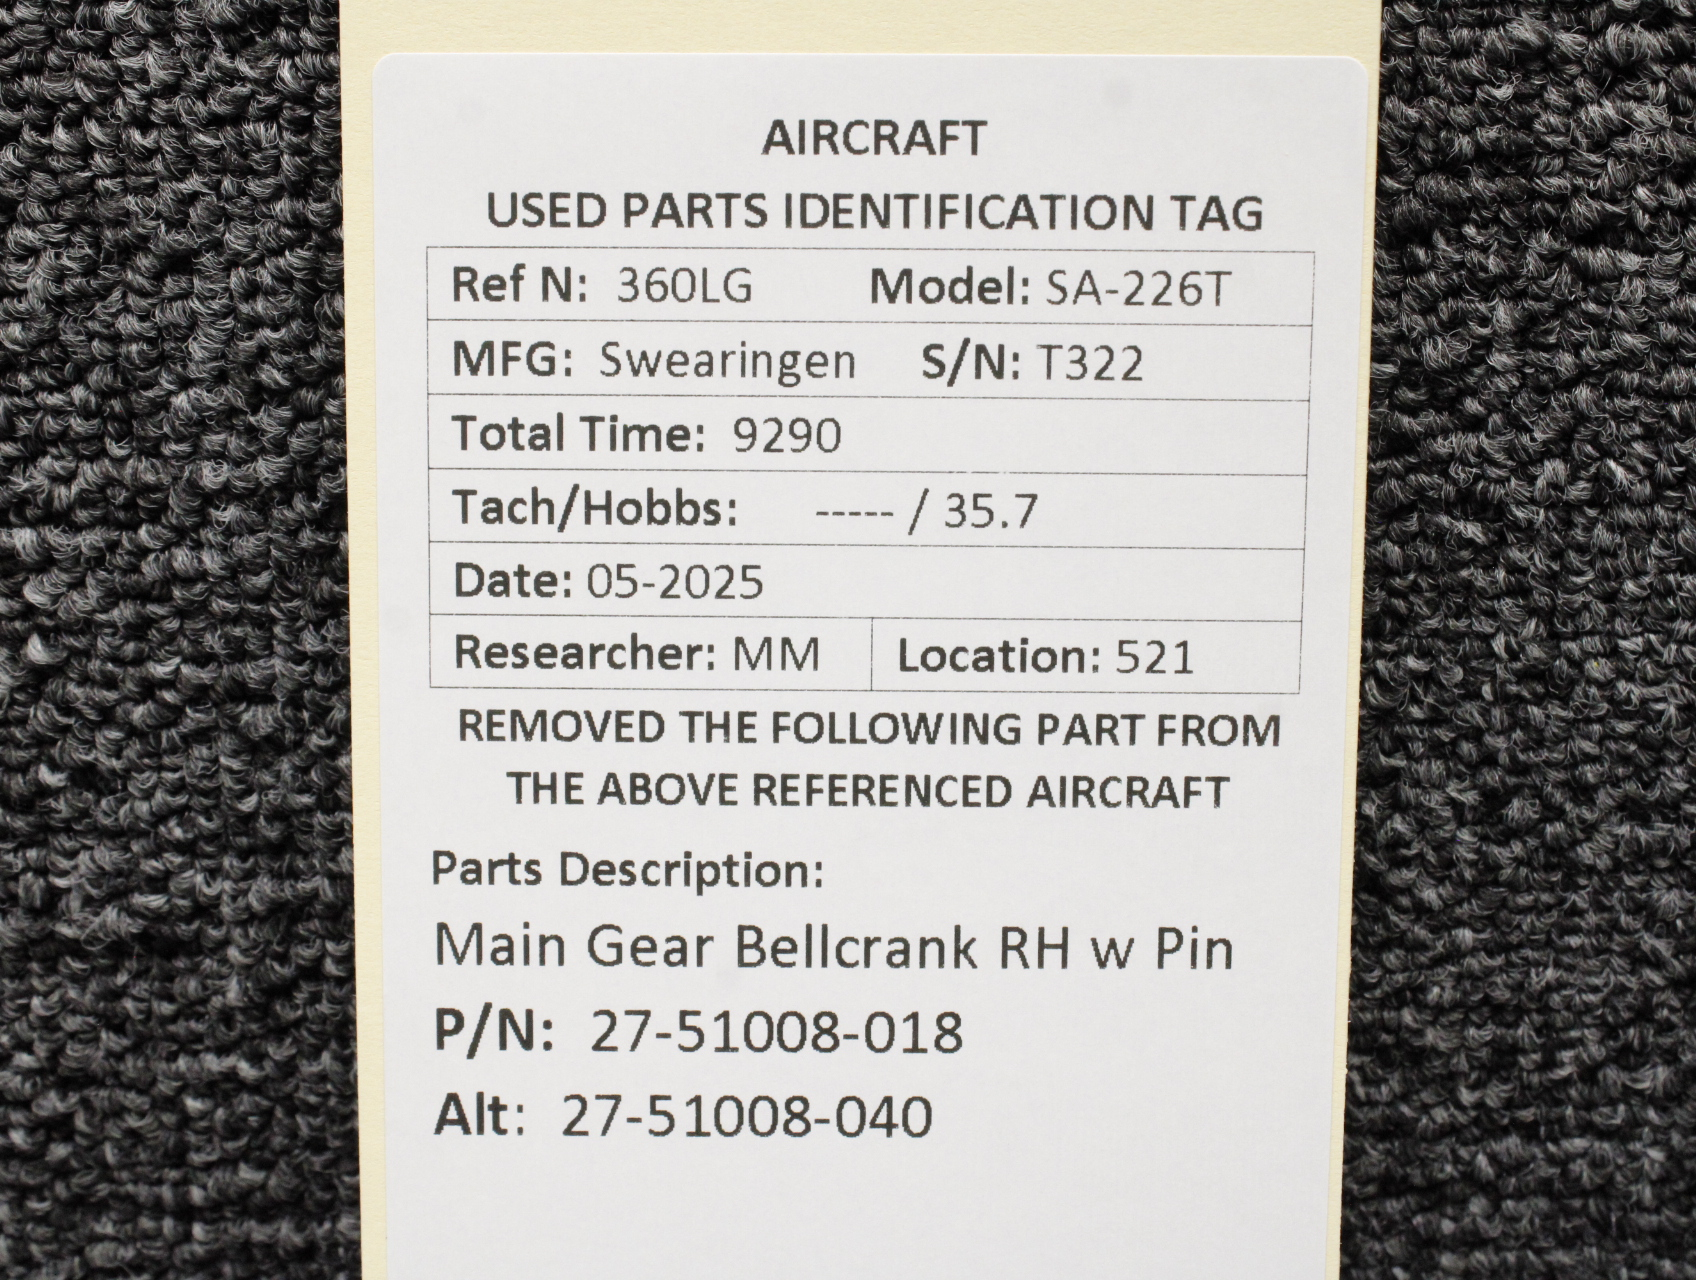 AIRCRAFT
USED PARTS IDENTIFICATION TAG
Ref N: 360LG Model: SA-226T
MFG: Swearingen S/N: T322
Total Time: 9290
Tach/Hobbs: ----- / 35.7
Date: 05-2025
Researcher: MM Location: 521
REMOVED THE FOLLOWING PART FROM
THE ABOVE REFERENCED AIRCRAFT
Parts Description:
Main Gear Bellcrank RH w Pin
P/N: 27-51008-018
Alt: 27-51008-040